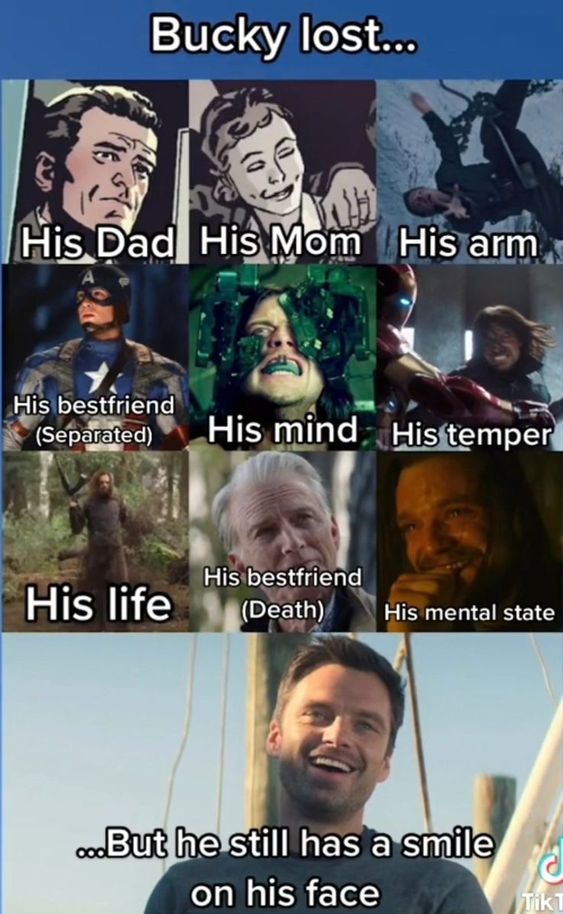 Bucky lost...
His Dad
His Mom
His arm
His bestfriend
(Separated)
His mind
His temper
His life
His bestfriend
(Death)
His mental state
...But he still has a smile
on his face
TikT